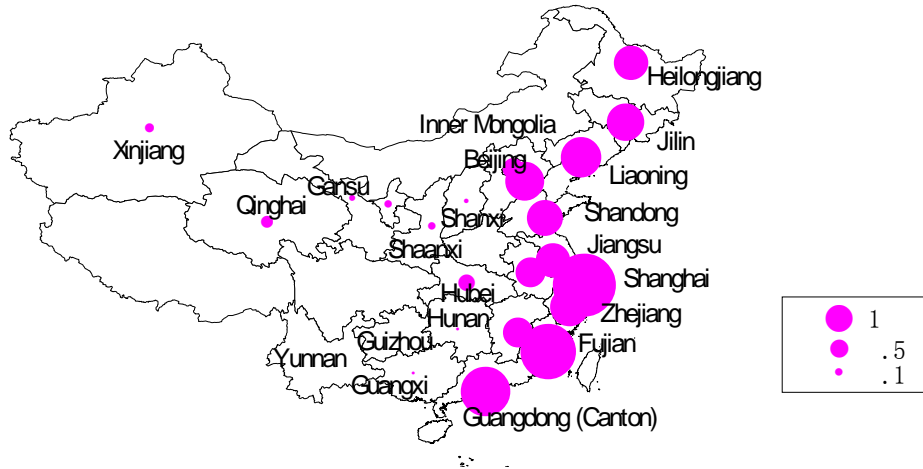 Heilongjiang
Inner Mongolia
Jilin
Xinjiang
Beijing
Liaoning
Gansu
Qinghai
Shanxi
Shandong
Shaanxi
Jiangsu
Shanghai
Hubei
Hunan
Zhejiang
Guizhou
Fujian
Yunnan
Guangxi
Guangdong (Canton)
1
.5
.1